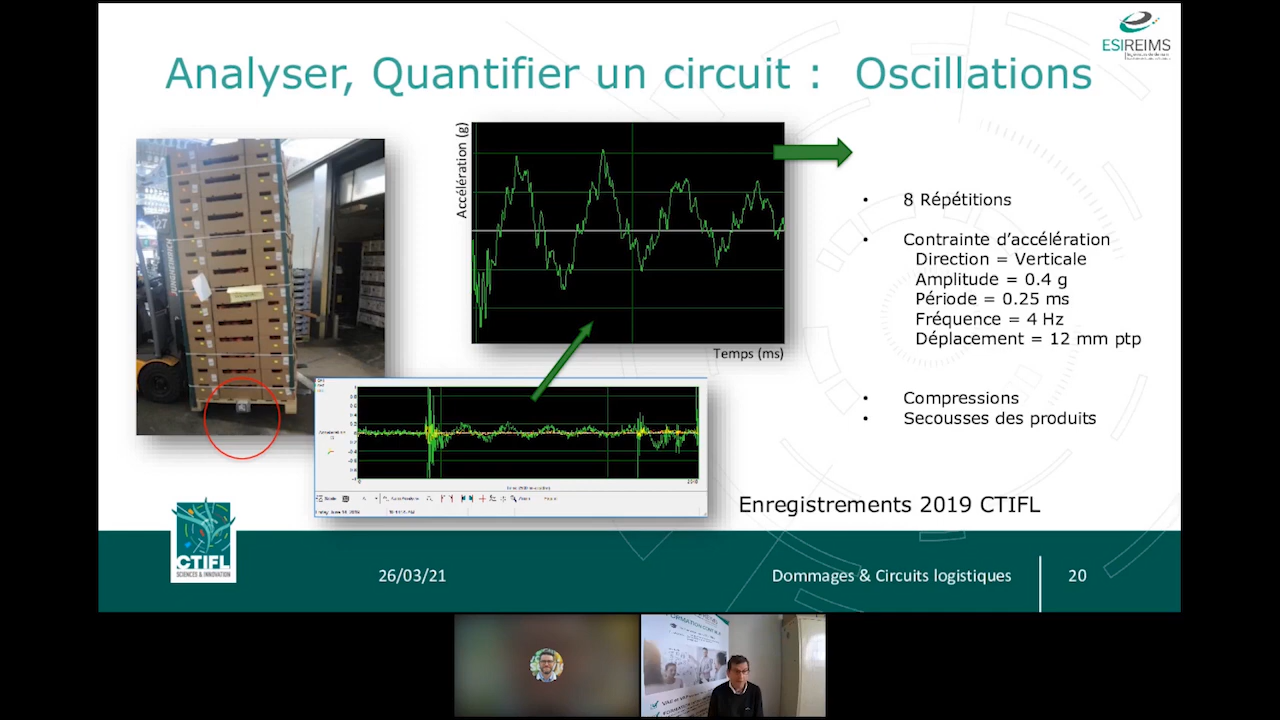 ESIREIMS
Analyser, Quantifier un circuit : Oscillations
Accélération (g)
Temps (ms)
• 8 Répétitions
• Contrainte d’accélération
Direction = Verticale
Amplitude = 0.4 g
Période = 0.25 ms
Fréquence = 4 Hz
Déplacement = 12 mm ptp
• Compressions
• Secousses des produits
Enregistrements 2019 CTIFL
CTIFL
SCIENCES & INNOVATION
26/03/21
Dommages & Circuits logistiques
20